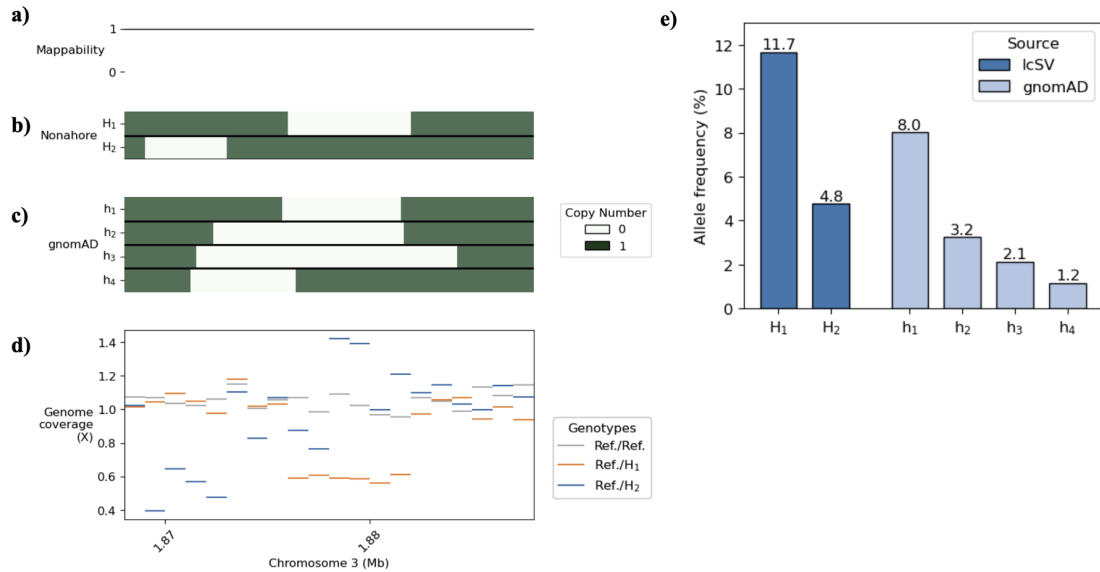 a)
1
Mappability
0
b)
Nonahore
H₁
H₂
c)
gnomAD
h₁
h₂
h₃
h₄
Copy Number
0
1
d)
1.4
1.2
1.0
0.8
0.6
0.4
Genome
coverage
(X)
Genotypes
Ref./Ref.
Ref./H₁
Ref./H₂
1.87
1.88
Chromosome 3 (Mb)
e)
Allele frequency (%)
12
10
8
6
4
2
0
11.7
4.8
8.0
3.2
2.1
1.2
H₁
H₂
h₁
h₂
h₃
h₄
Source
lcSV
gnomAD